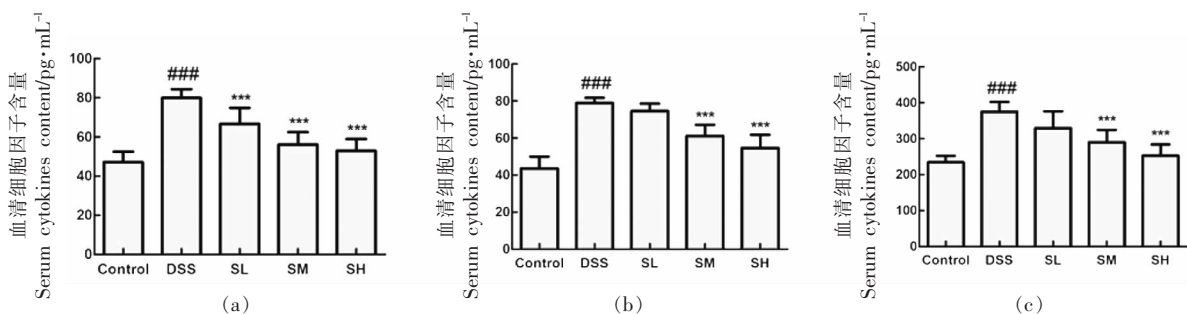 血清细胞因子含量
Serum cytokines content/pg·mL⁻¹
100
80
60
40
20
0
###
***
***
***
Control DSS SL SM SH
(a)
血清细胞因子含量
Serum cytokines content/pg·mL⁻¹
100
80
60
40
20
0
###
***
***
Control DSS SL SM SH
(b)
血清细胞因子含量
Serum cytokines content/pg·mL⁻¹
500
400
300
200
100
0
###
***
***
Control DSS SL SM SH
(c)